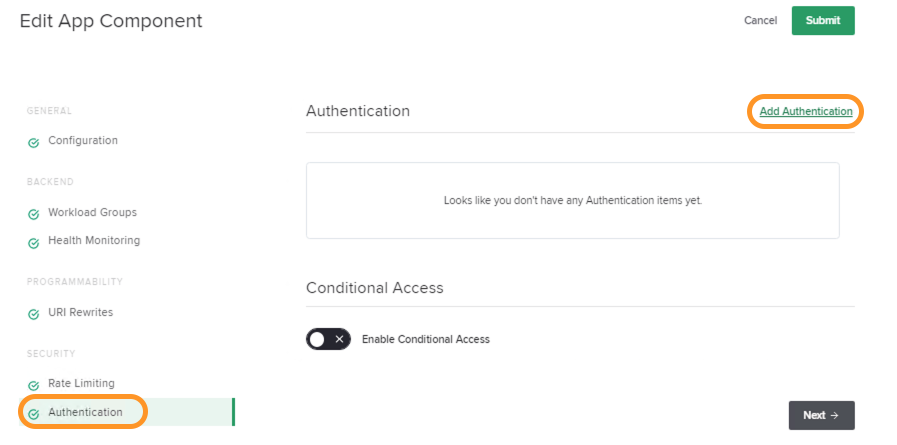 Edit App Component
Cancel
Submit
GENERAL
Configuration
BACKEND
Workload Groups
Health Monitoring
PROGRAMMABILITY
URI Rewrites
SECURITY
Rate Limiting
Authentication
Authentication
Add Authentication
Looks like you don't have any Authentication items yet.
Conditional Access
Enable Conditional Access
Next →